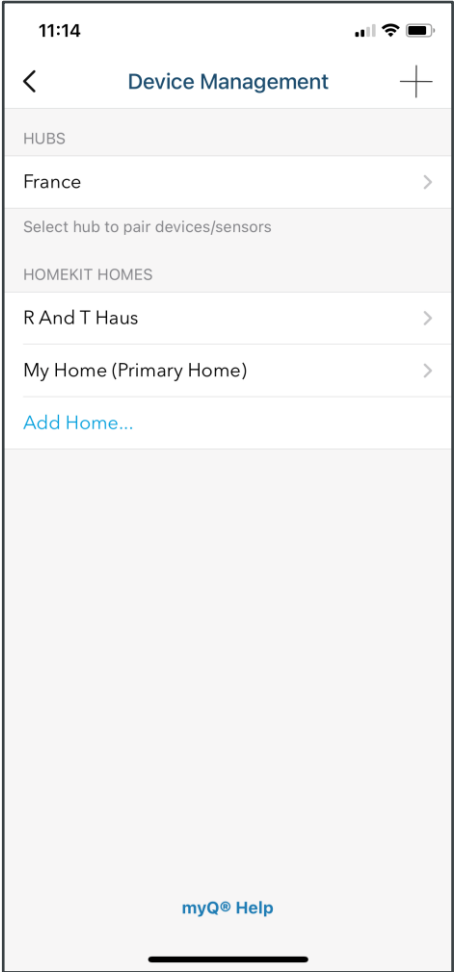 11:14
Device Management
HUBS
France
Select hub to pair devices/sensors
HOMEKIT HOMES
R And T Haus
My Home (Primary Home)
Add Home...
myQ® Help